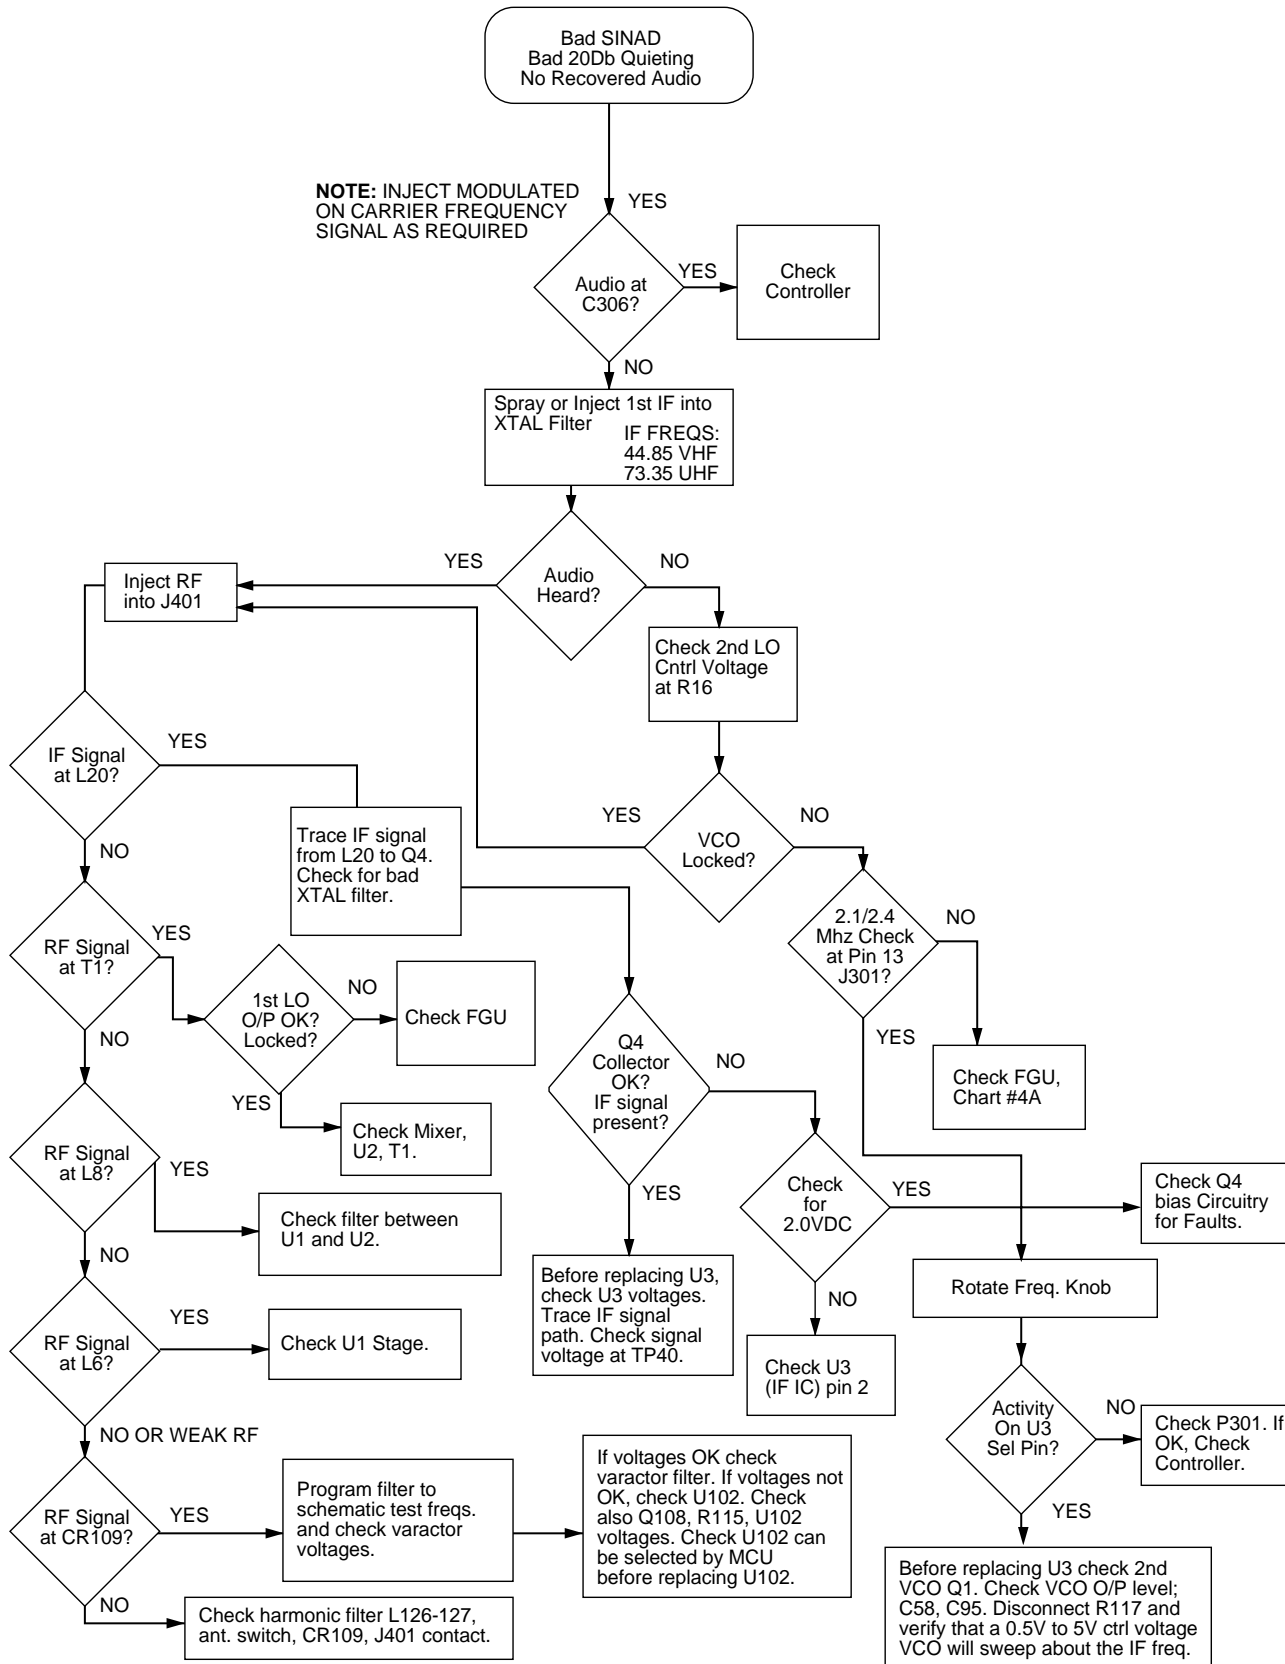 Bad SINAD
Bad 20Db Quieting
No Recovered Audio
NOTE: INJECT MODULATED
ON CARRIER FREQUENCY
SIGNAL AS REQUIRED
YES
Audio at
C306?
YES
Check
Controller
NO
Spray or Inject 1st IF into
XTAL Filter
IF FREQS:
44.85 VHF
73.35 UHF
YES
Audio
Heard?
NO
Inject RF
into J401
Check 2nd LO
Cntrl Voltage
at R16
IF Signal
at L20?
YES
NO
Trace IF signal
from L20 to Q4.
Check for bad
XTAL filter.
YES
VCO
Locked?
NO
2.1/2.4
Mhz Check
at Pin 13
J301?
NO
YES
Check FGU,
Chart #4A
RF Signal
at T1?
YES
NO
1st LO
O/P OK?
Locked?
NO
Check FGU
YES
Check Mixer,
U2, T1.
Q4
Collector
OK?
IF signal
present?
NO
YES
RF Signal
at L8?
YES
NO
Check filter between
U1 and U2.
Check
for
2.0VDC
YES
Check Q4
bias Circuitry
for Faults.
NO
Before replacing U3,
check U3 voltages.
Trace IF signal
path. Check signal
voltage at TP40.
Check U3
(IF IC) pin 2
Rotate Freq. Knob
RF Signal
at L6?
YES
Check U1 Stage.
NO OR WEAK RF
Activity
On U3
Sel Pin?
NO
Check P301. If
OK, Check
Controller.
YES
RF Signal
at CR109?
YES
Program filter to
schematic test freqs.
and check varactor
voltages.
If voltages OK check
varactor filter. If voltages not
OK, check U102. Check
also Q108, R115, U102
voltages. Check U102 can
be selected by MCU
before replacing U102.
NO
Check harmonic filter L126-127,
ant. switch, CR109, J401 contact.
Before replacing U3 check 2nd
VCO Q1. Check VCO O/P level;
C58, C95. Disconnect R117 and
verify that a 0.5V to 5V ctrl voltage
VCO will sweep about the IF freq.